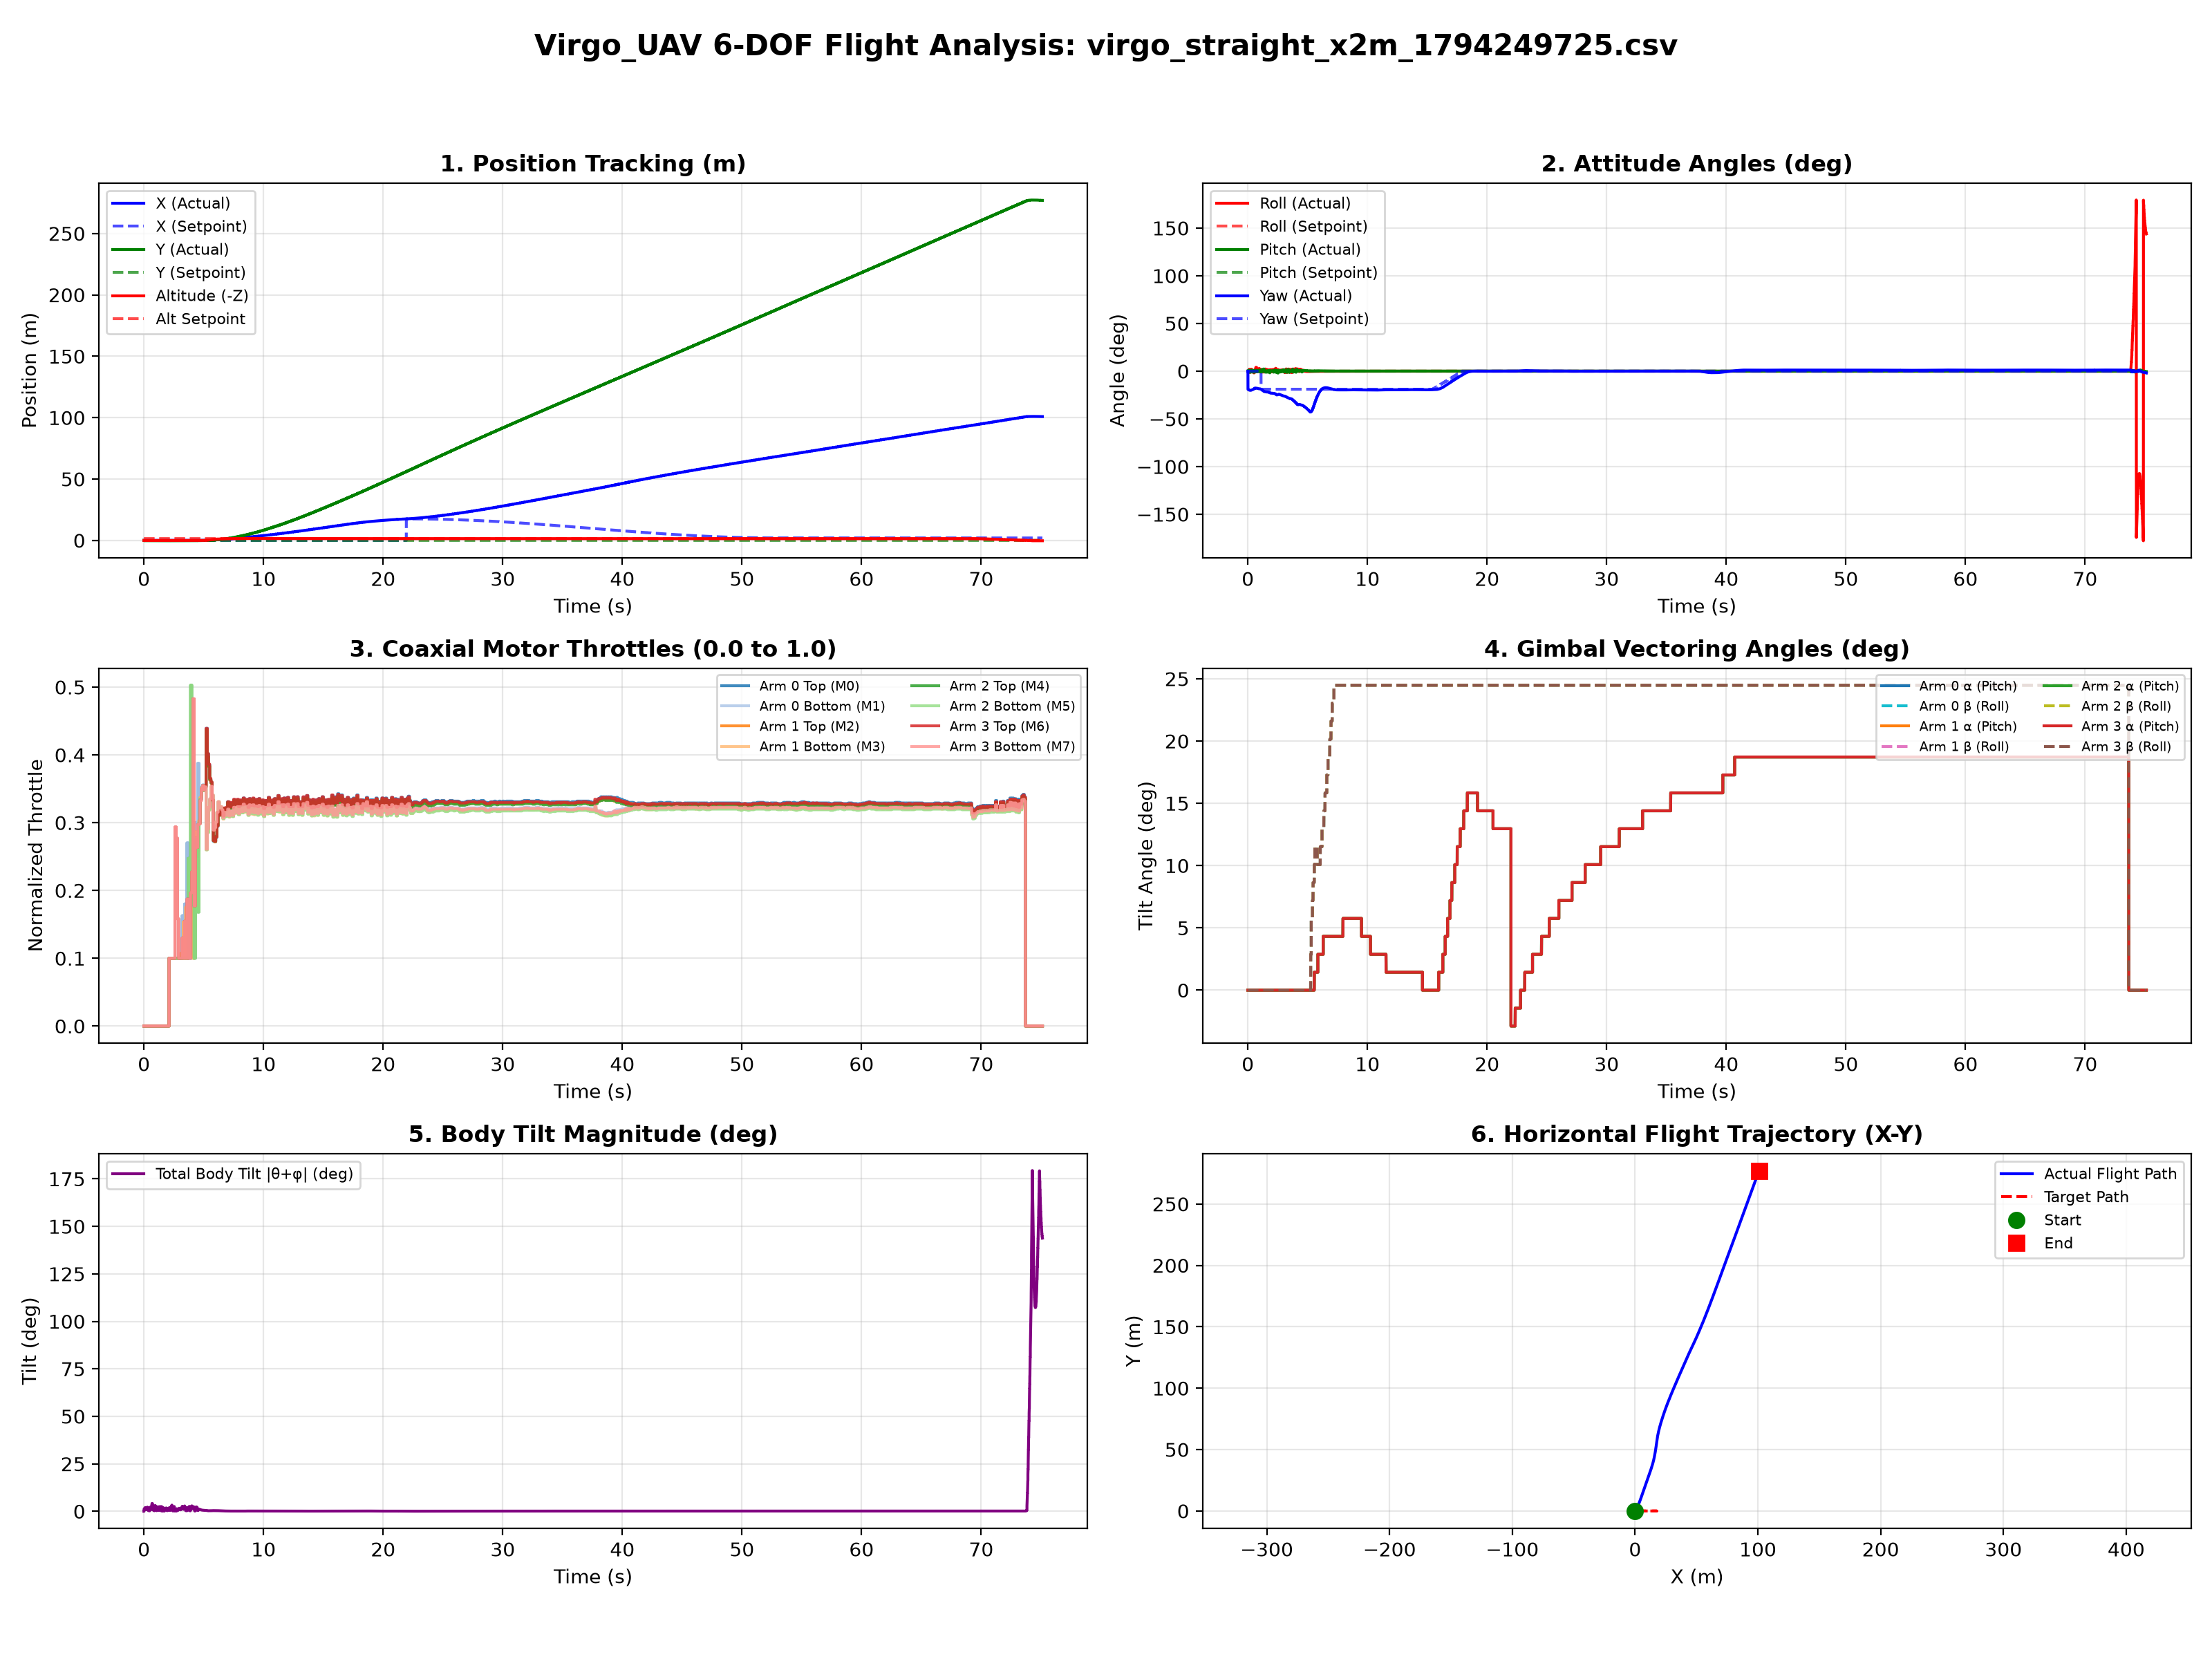 Virgo_UAV 6-DOF Flight Analysis: virgo_straight_x2m_1794249725.csv
1. Position Tracking (m)
Position (m)
250
200
150
100
50
0
X (Actual)
X (Setpoint)
Y (Actual)
Y (Setpoint)
Altitude (-Z)
Alt Setpoint
0 10 20 30 40 50 60 70
Time (s)
2. Attitude Angles (deg)
Angle (deg)
150
100
50
0
−50
−100
−150
Roll (Actual)
Roll (Setpoint)
Pitch (Actual)
Pitch (Setpoint)
Yaw (Actual)
Yaw (Setpoint)
0 10 20 30 40 50 60 70
Time (s)
3. Coaxial Motor Throttles (0.0 to 1.0)
Normalized Throttle
0.5
0.4
0.3
0.2
0.1
0.0
Arm 0 Top (M0)
Arm 0 Bottom (M1)
Arm 1 Top (M2)
Arm 1 Bottom (M3)
Arm 2 Top (M4)
Arm 2 Bottom (M5)
Arm 3 Top (M6)
Arm 3 Bottom (M7)
0 10 20 30 40 50 60 70
Time (s)
4. Gimbal Vectoring Angles (deg)
Tilt Angle (deg)
25
20
15
10
5
0
Arm 0 α (Pitch)
Arm 0 β (Roll)
Arm 1 α (Pitch)
Arm 1 β (Roll)
Arm 2 α (Pitch)
Arm 2 β (Roll)
Arm 3 α (Pitch)
Arm 3 β (Roll)
0 10 20 30 40 50 60 70
Time (s)
5. Body Tilt Magnitude (deg)
Tilt (deg)
175
150
125
100
75
50
25
0
Total Body Tilt |θ+φ| (deg)
0 10 20 30 40 50 60 70
Time (s)
6. Horizontal Flight Trajectory (X-Y)
Y (m)
250
200
150
100
50
0
Actual Flight Path
Target Path
Start
End
−300 −200 −100 0 100 200 300 400
X (m)